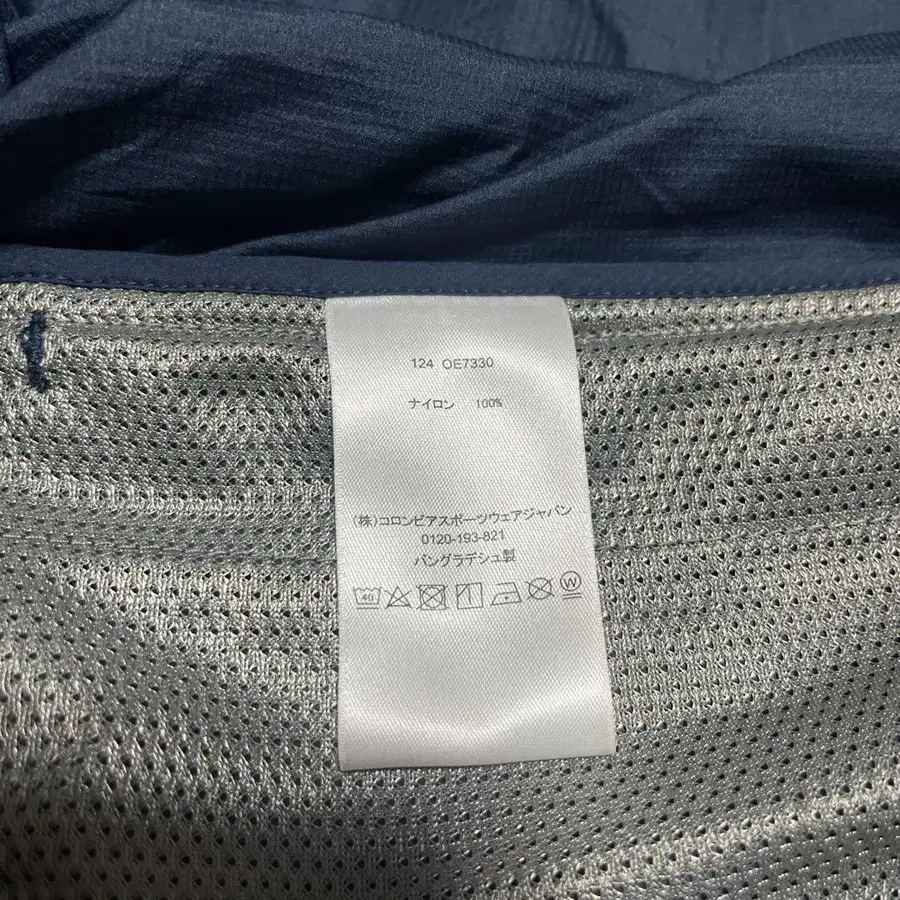 124 OE7330
ナイロン 100%
(株)コロンビアスポーツウェアジャパン
0120-193-821
バングラデシュ製
40 W